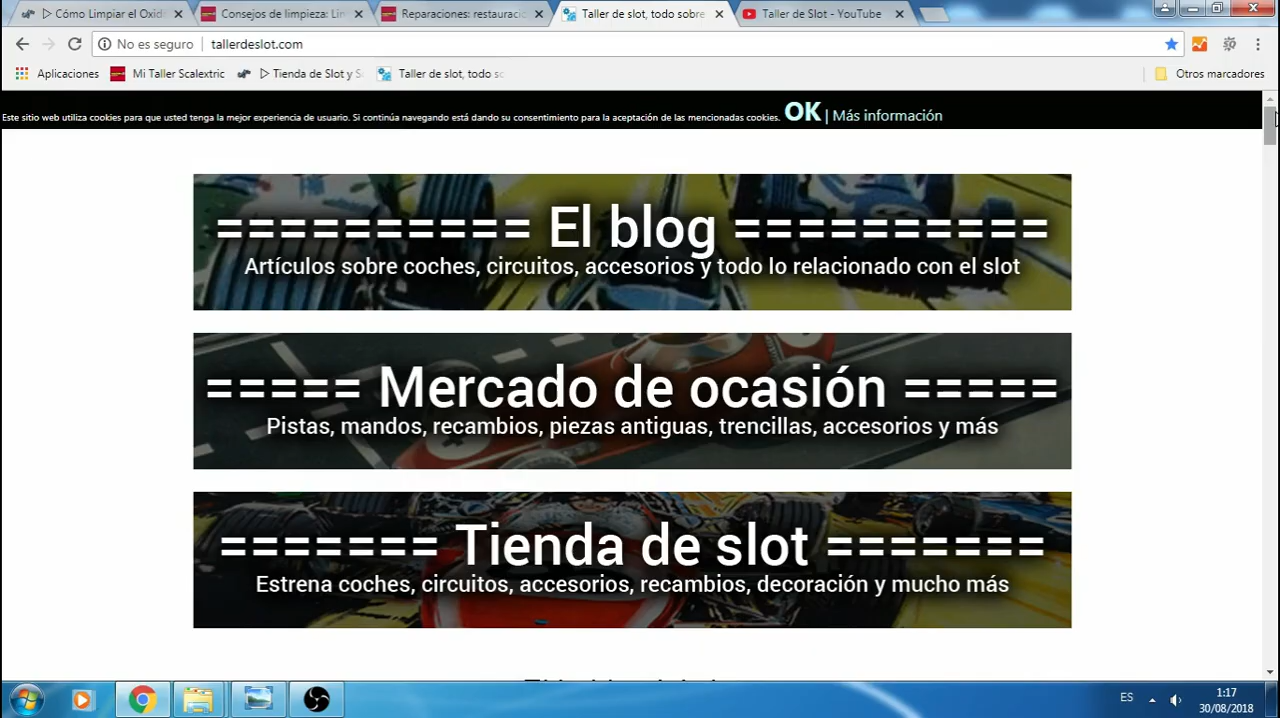 ▷ Cómo Limpiar el Oxid
Consejos de limpieza: Lim
Reparaciones: restauraci
Taller de slot, todo sobre
Taller de Slot - YouTube
No es seguro | tallerdeslot.com
Aplicaciones
Mi Taller Scalextric
▷ Tienda de Slot y S
Taller de slot, todo
Otros marcadores
Este sitio web utiliza cookies para que usted tenga la mejor experiencia de usuario. Si continúa navegando está dando su consentimiento para la aceptación de las mencionadas cookies. OK | Más información
========== El blog ==========
Artículos sobre coches, circuitos, accesorios y todo lo relacionado con el slot
===== Mercado de ocasión =====
Pistas, mandos, recambios, piezas antiguas, trencillas, accesorios y más
======= Tienda de slot =======
Estrena coches, circuitos, accesorios, recambios, decoración y mucho más
ES
1:17
30/08/2018